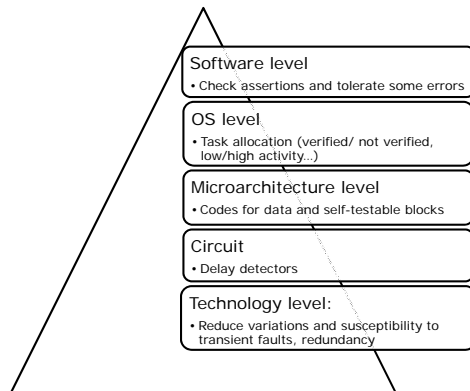 Software level
• Check assertions and tolerate some errors
OS level
• Task allocation (verified/ not verified,
low/high activity...)
Microarchitecture level
• Codes for data and self-testable blocks
Circuit
• Delay detectors
Technology level:
• Reduce variations and susceptibility to
transient faults, redundancy